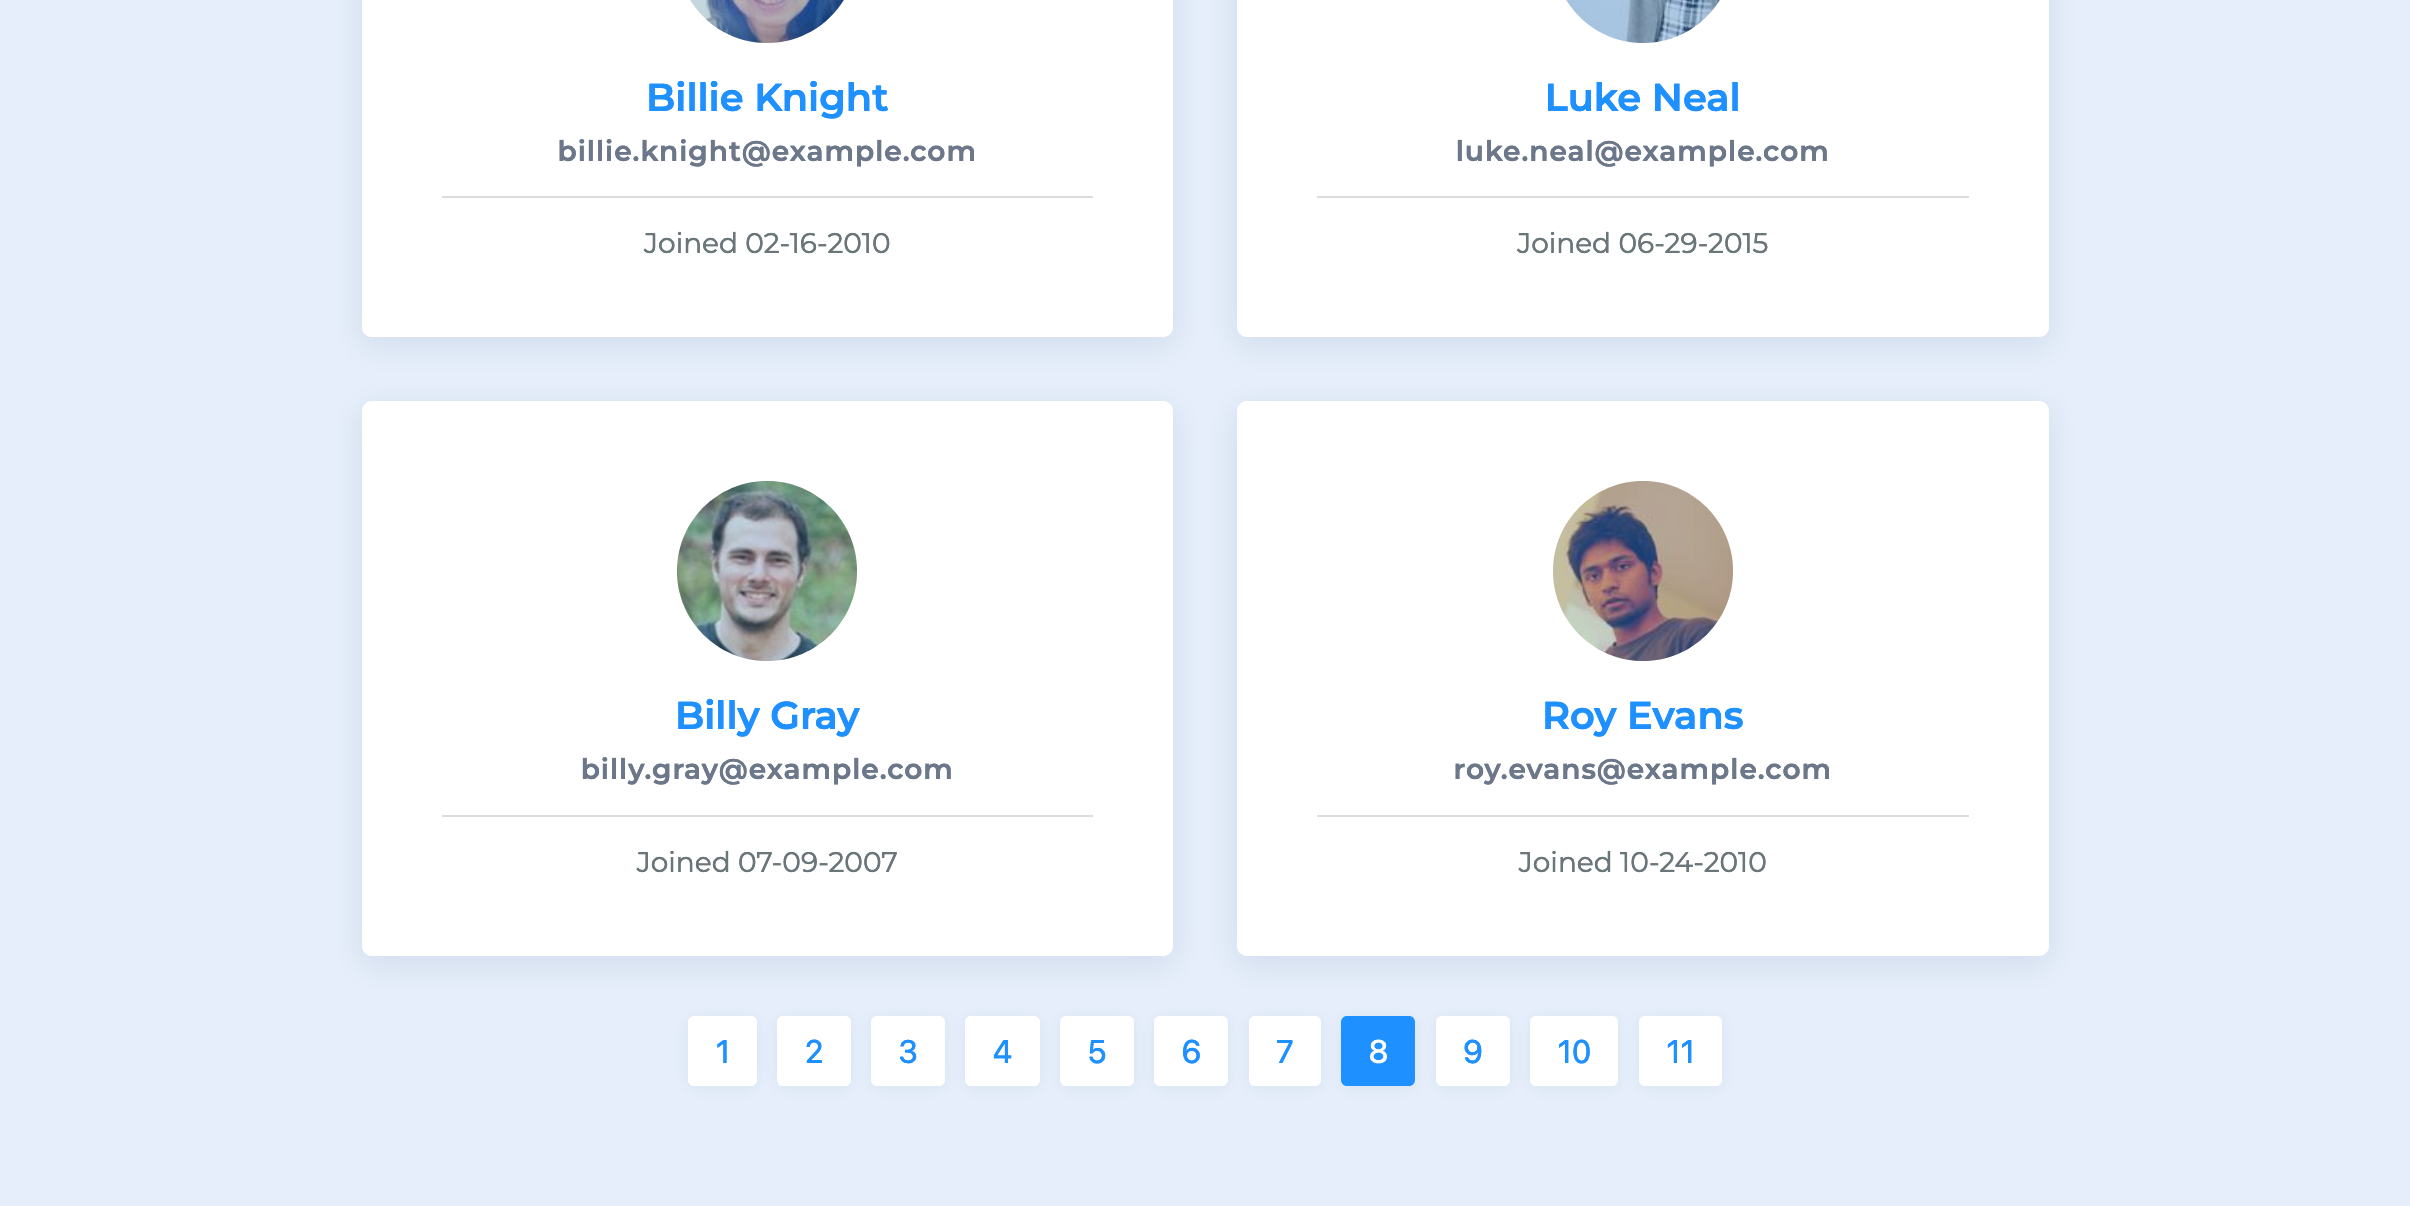 Billie Knight
billie.knight@example.com
Joined 02-16-2010
Luke Neal
luke.neal@example.com
Joined 06-29-2015
Billy Gray
billy.gray@example.com
Joined 07-09-2007
Roy Evans
roy.evans@example.com
Joined 10-24-2010
1 2 3 4 5 6 7 8 9 10 11